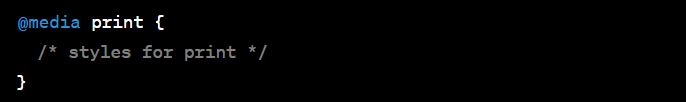 @media print {
  /* styles for print */
}